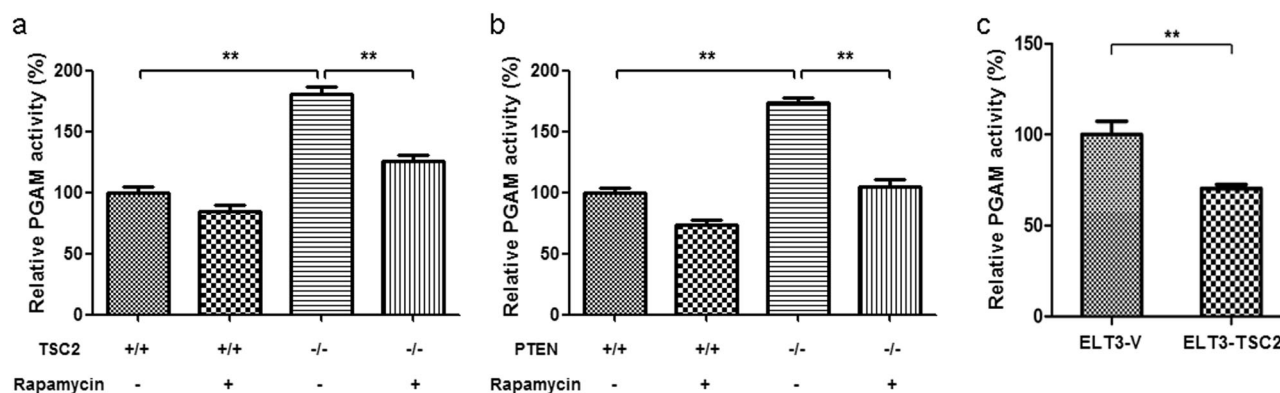 a
**
**
Relative PGAM activity (%)
200
150
100
50
0
TSC2 +/+ +/+ -/- -/-
Rapamycin - + - +
b
**
**
Relative PGAM activity (%)
200
150
100
50
0
PTEN +/+ +/+ -/- -/-
Rapamycin - + - +
c
**
Relative PGAM activity (%)
150
100
50
0
ELT3-V ELT3-TSC2